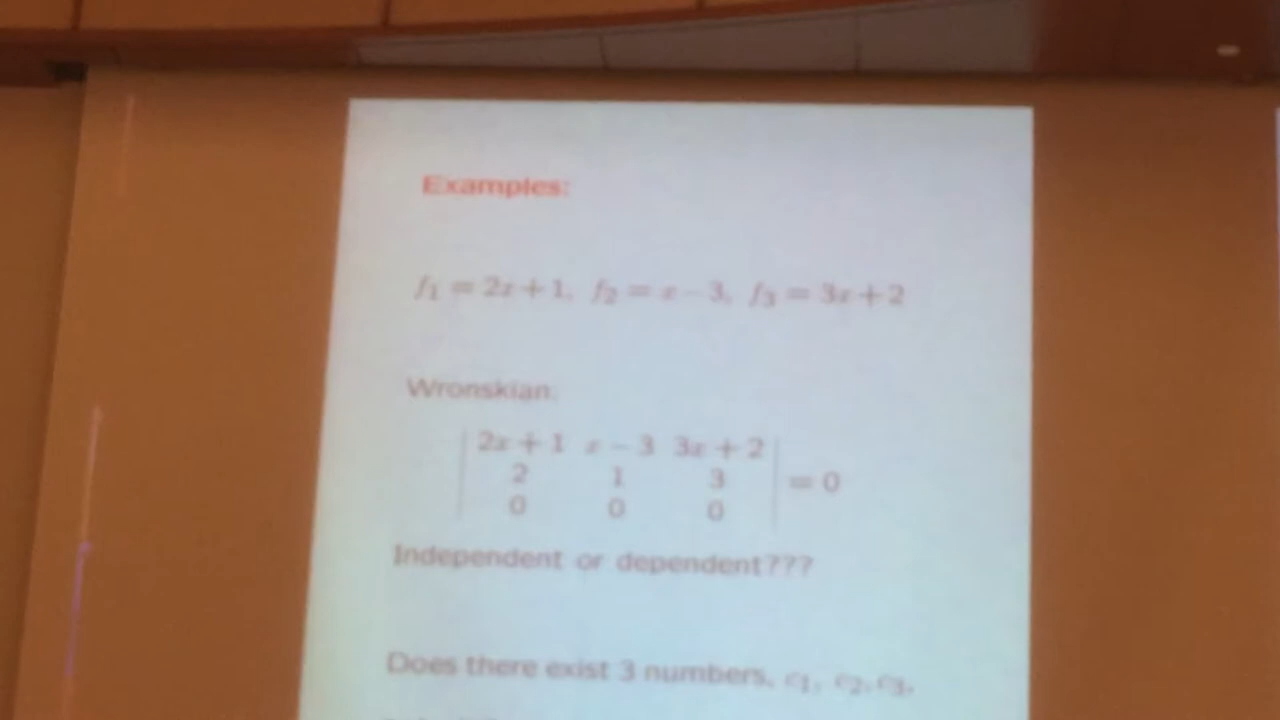 Examples:
f₁ = 2x + 1, f₂ = x − 3, f₃ = 3x + 2
Wronskian:
| 2x + 1 x − 3 3x + 2 |
| 2 1 3 | = 0
| 0 0 0 |
Independent or dependent???
Does there exist 3 numbers, c₁, c₂, c₃,